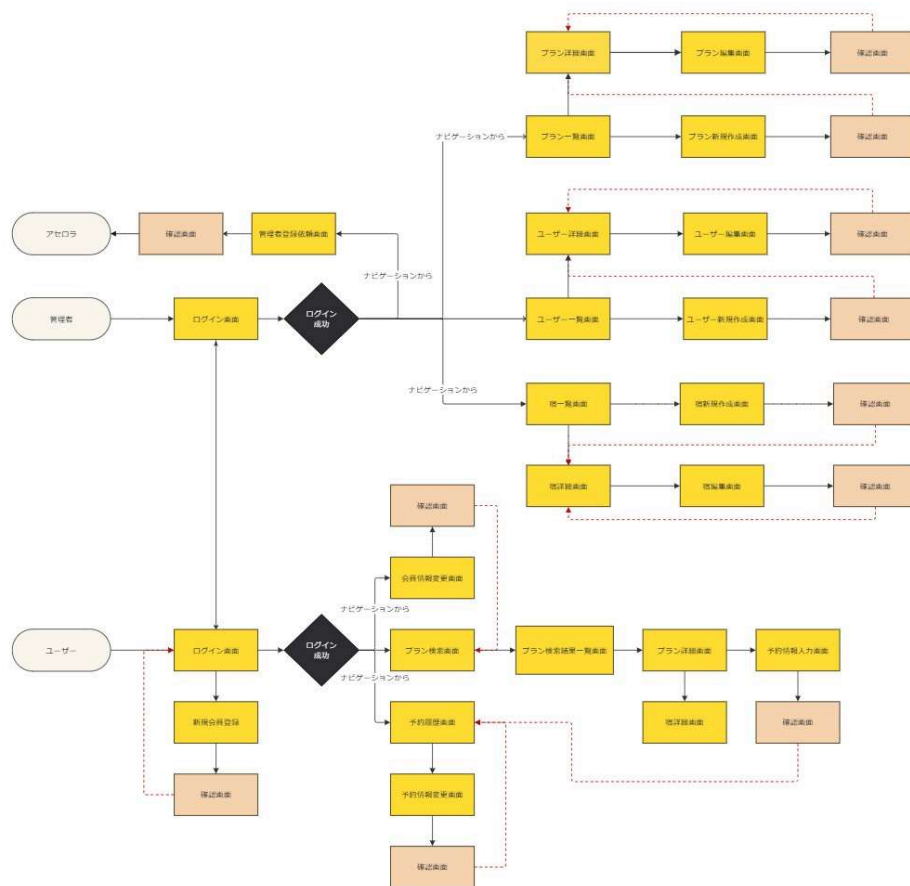 プラン詳細画面
プラン編集画面
確認画面
ナビゲーションから
プラン一覧画面
プラン新規作成画面
確認画面
アセロラ
確認画面
管理者登録依頼画面
ユーザー詳細画面
ユーザー編集画面
確認画面
ナビゲーションから
管理者
ログイン画面
ログイン
成功
ユーザー一覧画面
ユーザー新規作成画面
確認画面
ナビゲーションから
宿一覧画面
宿新規作成画面
確認画面
宿詳細画面
宿編集画面
確認画面
確認画面
会員情報変更画面
ナビゲーションから
ユーザー
ログイン画面
ログイン
成功
プラン検索画面
プラン検索結果一覧画面
プラン詳細画面
予約情報入力画面
ナビゲーションから
新規会員登録
予約履歴画面
宿詳細画面
確認画面
確認画面
予約情報変更画面
確認画面